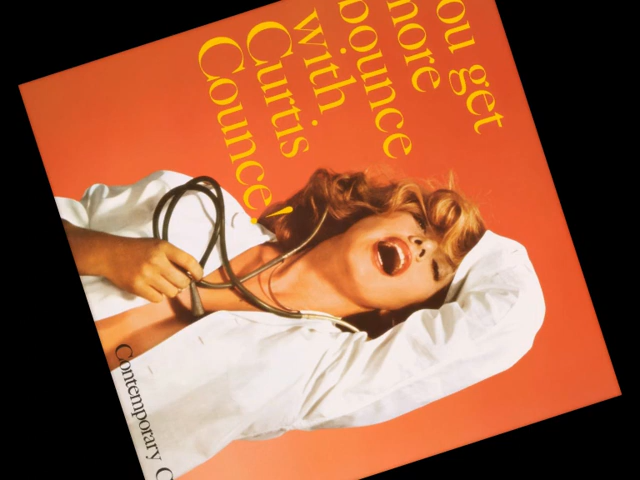 ou get
more
bounce
with
Curtis
Counce!
Contemporary C